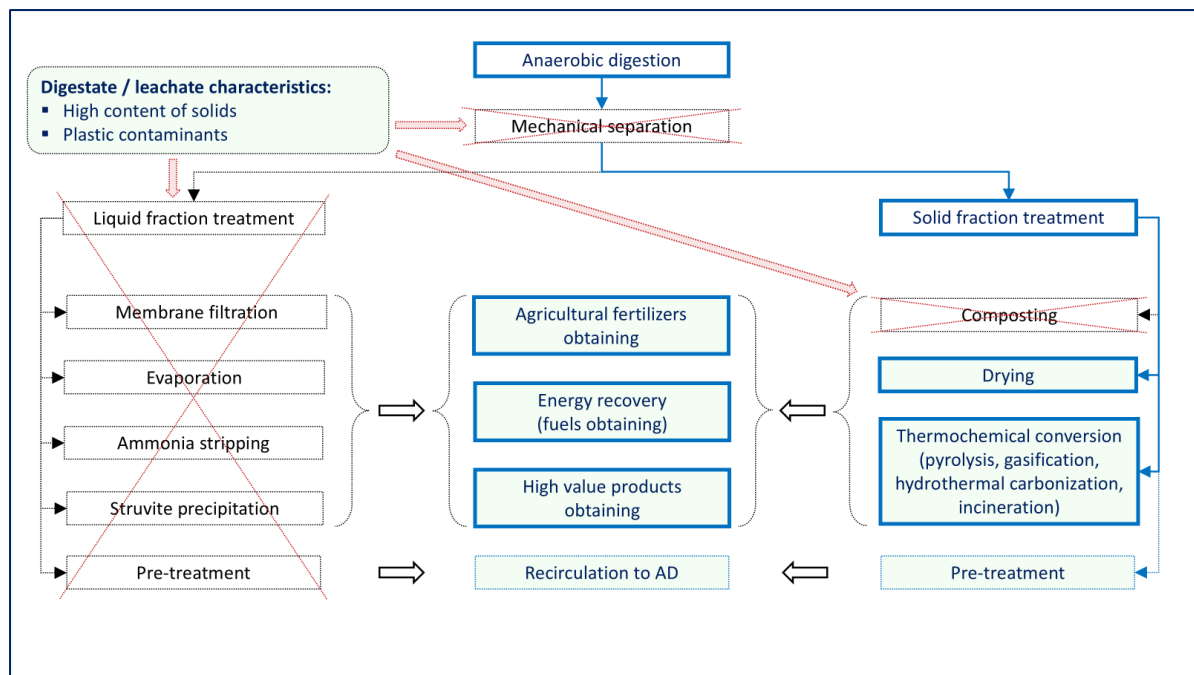 Anaerobic digestion
Digestate / leachate characteristics:
▪ High content of solids
▪ Plastic contaminants
Mechanical separation
Liquid fraction treatment
Solid fraction treatment
Membrane filtration
Evaporation
Ammonia stripping
Struvite precipitation
Pre-treatment
Agricultural fertilizers
obtaining
Energy recovery
(fuels obtaining)
High value products
obtaining
Recirculation to AD
Composting
Drying
Thermochemical conversion
(pyrolysis, gasification,
hydrothermal carbonization,
incineration)
Pre-treatment